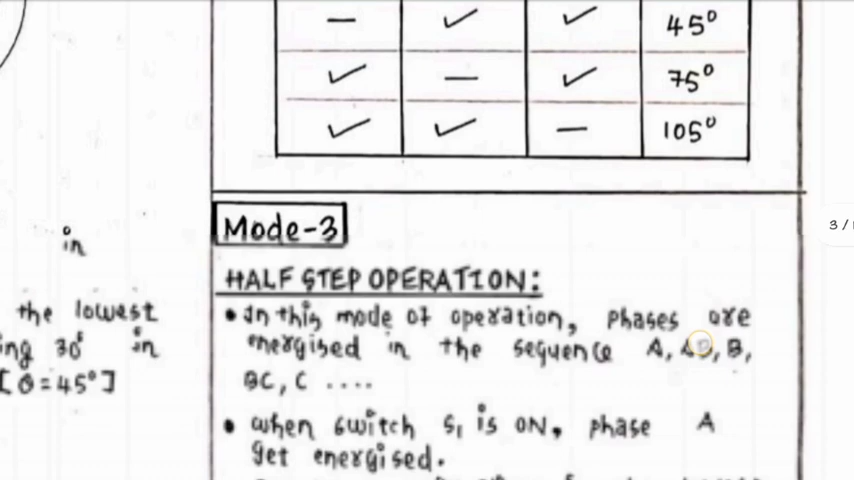 — ✓ ✓ 45°
✓ — ✓ 75°
✓ ✓ — 105°
in
the lowest
ing 30° in
[θ=45°]
Mode-3
HALF STEP OPERATION:
• In this mode of operation, phases are
energised in the sequence A, AB, B,
BC, C ....
• when switch S₁ is ON, phase A
get energised.
3 /